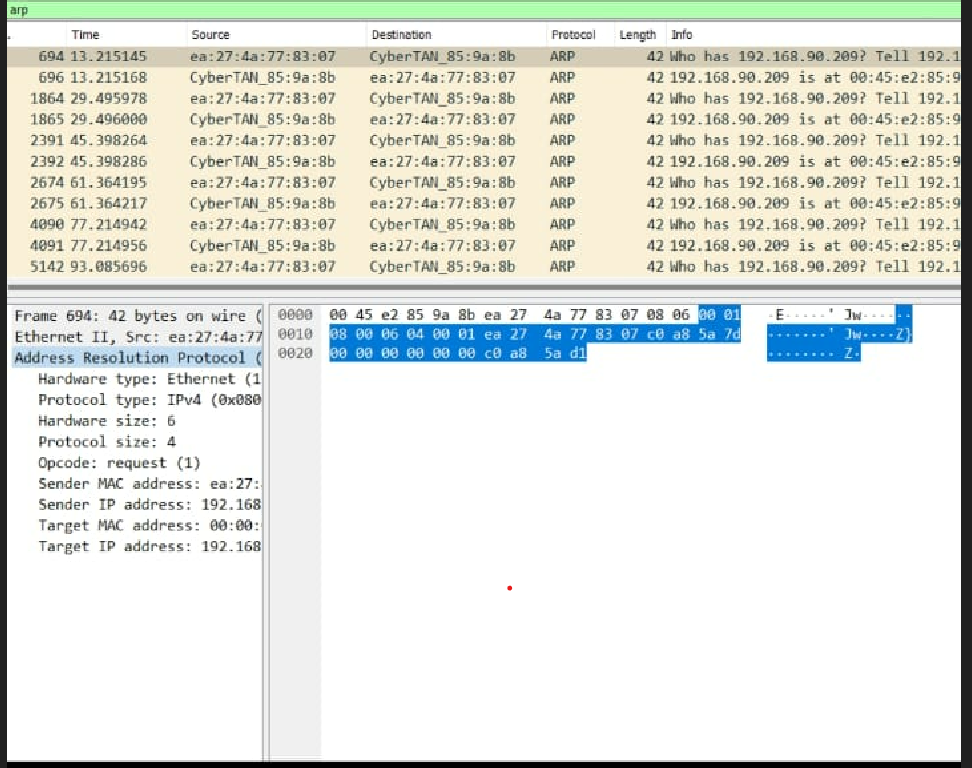 arp
. Time Source Destination Protocol Length Info
694 13.215145 ea:27:4a:77:83:07 CyberTAN_85:9a:8b ARP 42 Who has 192.168.90.209? Tell 192.1
696 13.215168 CyberTAN_85:9a:8b ea:27:4a:77:83:07 ARP 42 192.168.90.209 is at 00:45:e2:85:9
1864 29.495978 ea:27:4a:77:83:07 CyberTAN_85:9a:8b ARP 42 Who has 192.168.90.209? Tell 192.1
1865 29.496000 CyberTAN_85:9a:8b ea:27:4a:77:83:07 ARP 42 192.168.90.209 is at 00:45:e2:85:9
2391 45.398264 ea:27:4a:77:83:07 CyberTAN_85:9a:8b ARP 42 Who has 192.168.90.209? Tell 192.1
2392 45.398286 CyberTAN_85:9a:8b ea:27:4a:77:83:07 ARP 42 192.168.90.209 is at 00:45:e2:85:9
2674 61.364195 ea:27:4a:77:83:07 CyberTAN_85:9a:8b ARP 42 Who has 192.168.90.209? Tell 192.1
2675 61.364217 CyberTAN_85:9a:8b ea:27:4a:77:83:07 ARP 42 192.168.90.209 is at 00:45:e2:85:9
4090 77.214942 ea:27:4a:77:83:07 CyberTAN_85:9a:8b ARP 42 Who has 192.168.90.209? Tell 192.1
4091 77.214956 CyberTAN_85:9a:8b ea:27:4a:77:83:07 ARP 42 192.168.90.209 is at 00:45:e2:85:9
5142 93.085696 ea:27:4a:77:83:07 CyberTAN_85:9a:8b ARP 42 Who has 192.168.90.209? Tell 192.1
Frame 694: 42 bytes on wire (
Ethernet II, Src: ea:27:4a:77
Address Resolution Protocol (
Hardware type: Ethernet (1
Protocol type: IPv4 (0x080
Hardware size: 6
Protocol size: 4
Opcode: request (1)
Sender MAC address: ea:27:
Sender IP address: 192.168
Target MAC address: 00:00:
Target IP address: 192.168
0000 00 45 e2 85 9a 8b ea 27 4a 77 83 07 08 06 00 01 ·E·····' Jw······
0010 08 00 06 04 00 01 ea 27 4a 77 83 07 c0 a8 5a 7d ·······' Jw····Z}
0020 00 00 00 00 00 00 c0 a8 5a d1 ········ Z·